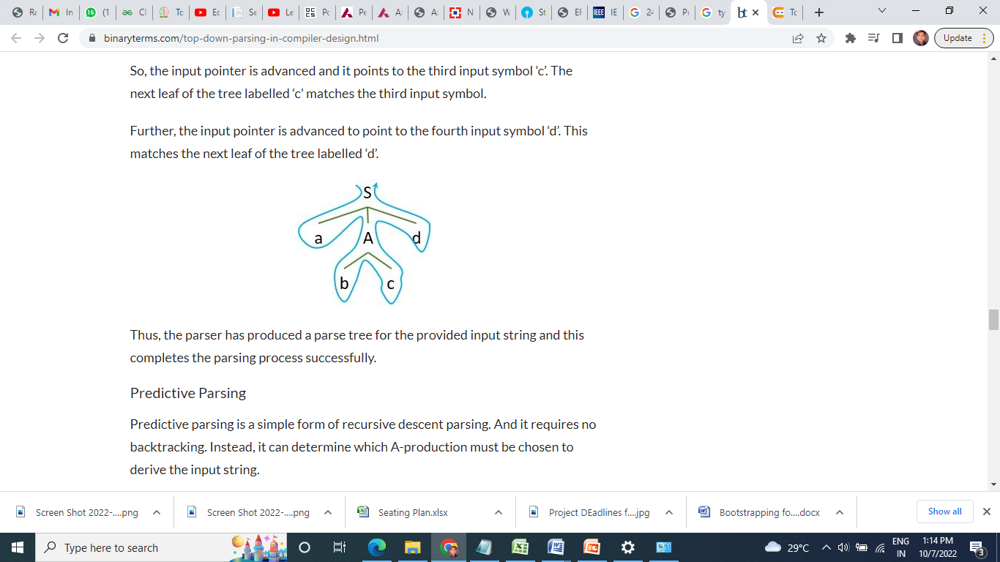 Re
In
16
(1
Cl
Tc
Ec
Se
Le
Pc
Pe
A:
A:
N
W
St
EF
IEEE
IE
24
Pr
ty
bt
Tc
binaryterms.com/top-down-parsing-in-compiler-design.html
Update
So, the input pointer is advanced and it points to the third input symbol ‘c’. The
next leaf of the tree labelled ‘c’ matches the third input symbol.
Further, the input pointer is advanced to point to the fourth input symbol ‘d’. This
matches the next leaf of the tree labelled ‘d’.
S
a A d
b c
Thus, the parser has produced a parse tree for the provided input string and this
completes the parsing process successfully.
Predictive Parsing
Predictive parsing is a simple form of recursive descent parsing. And it requires no
backtracking. Instead, it can determine which A-production must be chosen to
derive the input string.
Screen Shot 2022-....png
Screen Shot 2022-....png
Seating Plan.xlsx
Project DEadlines f....jpg
Bootstrapping fo....docx
Show all
Type here to search
29°C
ENG
IN
1:14 PM
10/7/2022
3